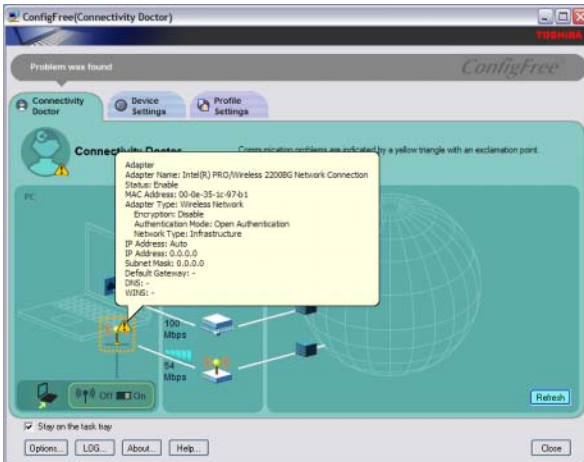 ConfigFree(Connectivity Doctor)
TOSHIBA
Problem was found
ConfigFree
Connectivity Doctor
Device Settings
Profile Settings
Connectivity Doctor
Communication problems are indicated by a yellow triangle with an exclamation point.
PC
Adapter
Adapter Name: Intel(R) PRO/Wireless 2200BG Network Connection
Status: Enable
MAC Address: 00-0e-35-1c-97-b1
Adapter Type: Wireless Network
Encryption: Disable
Authentication Mode: Open Authentication
Network Type: Infrastructure
IP Address: Auto
IP Address: 0.0.0.0
Subnet Mask: 0.0.0.0
Default Gateway: -
DNS: -
WINS: -
100
Mbps
54
Mbps
Off
On
Refresh
Stay on the task tray
Options...
LOG...
About...
Help...
Close